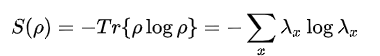 S(ρ) = −Tr{ρ log ρ} = − ∑ₓ λₓ log λₓ